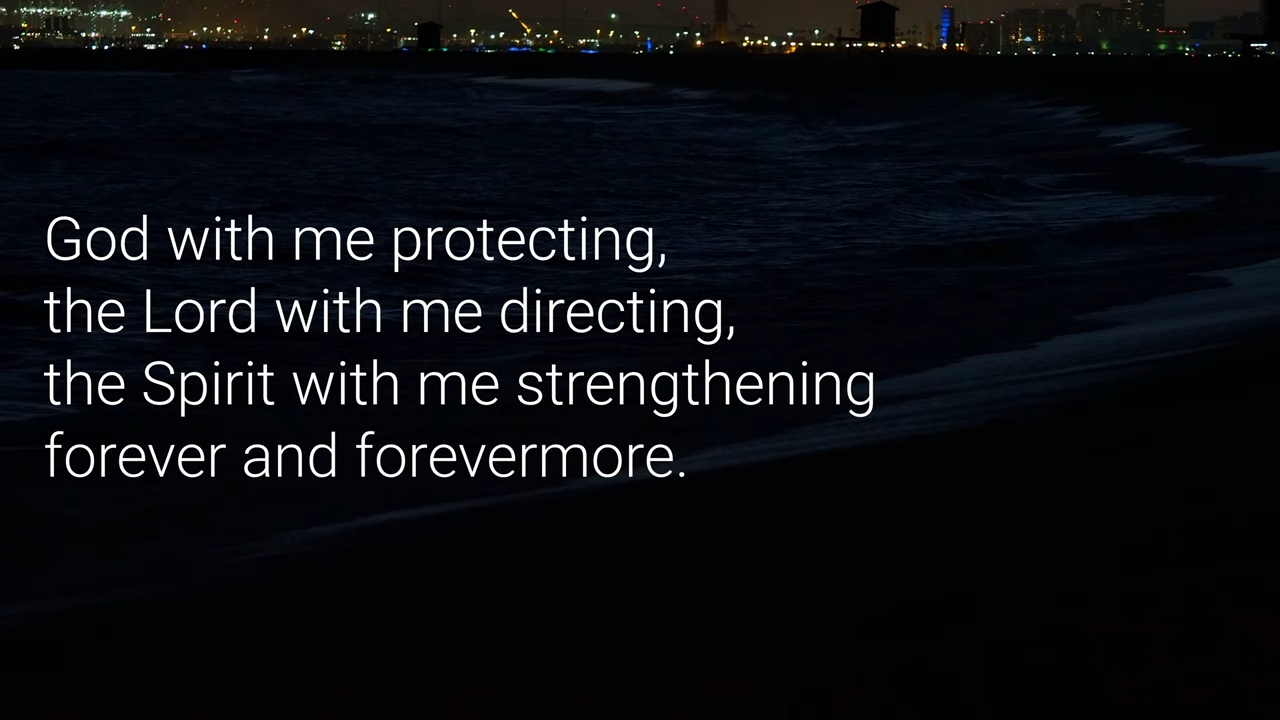 God with me protecting,
the Lord with me directing,
the Spirit with me strengthening
forever and forevermore.